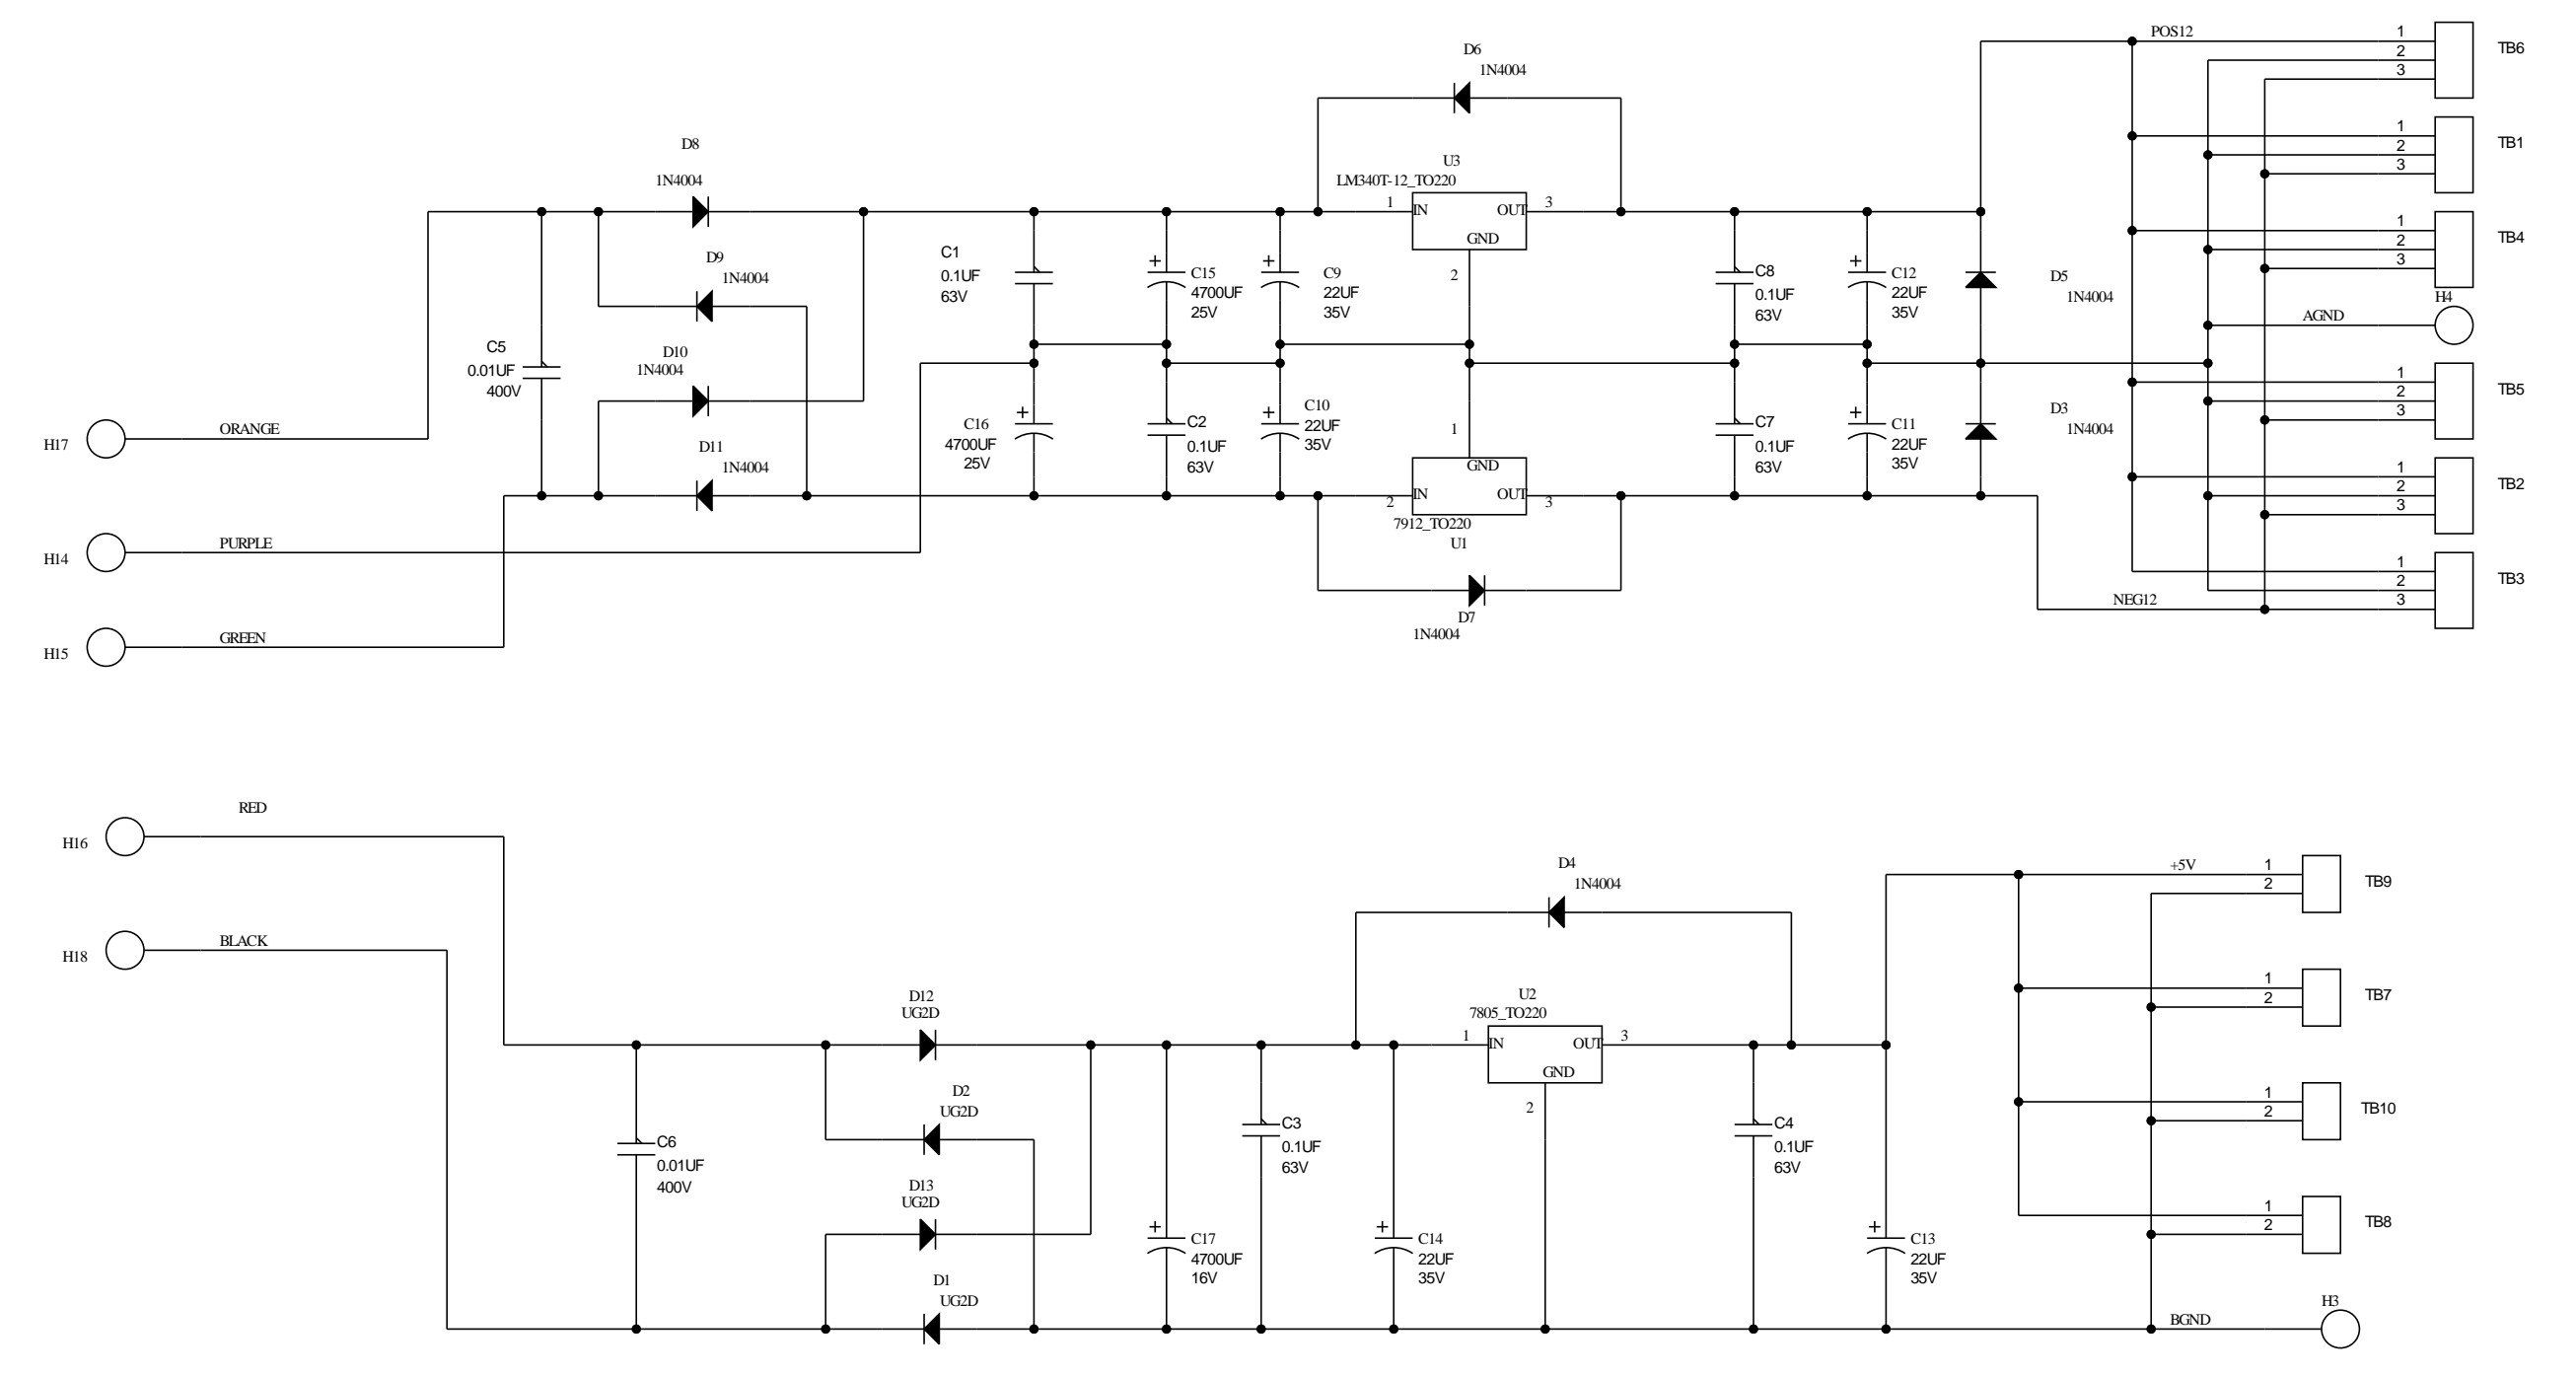 D6
1N4004
POS12
1
2
3
TB6
D8
1N4004
1
2
3
TB1
U3
LM340T-12_TO220
1
IN
OUT
3
GND
2
1
2
3
TB4
D9
1N4004
C1
0.1UF
63V
+
C15
4700UF
25V
+
C9
22UF
35V
C8
0.1UF
63V
+
C12
22UF
35V
D5
1N4004
H4
AGND
C5
0.01UF
400V
D10
1N4004
1
2
3
TB5
H17
ORANGE
D11
1N4004
+
C16
4700UF
25V
C2
0.1UF
63V
+
C10
22UF
35V
1
GND
2
IN
OUT
3
7912_TO220
U1
C7
0.1UF
63V
+
C11
22UF
35V
D3
1N4004
1
2
3
TB2
H14
PURPLE
1
2
3
TB3
NEG12
D7
1N4004
H15
GREEN
RED
H16
BLACK
H18
D4
1N4004
+5V
1
2
TB9
D12
UG2D
U2
7805_TO220
1
IN
OUT
3
GND
2
1
2
TB7
D2
UG2D
C6
0.01UF
400V
C3
0.1UF
63V
C4
0.1UF
63V
1
2
TB10
D13
UG2D
+
C17
4700UF
16V
+
C14
22UF
35V
+
C13
22UF
35V
1
2
TB8
D1
UG2D
BGND
H3